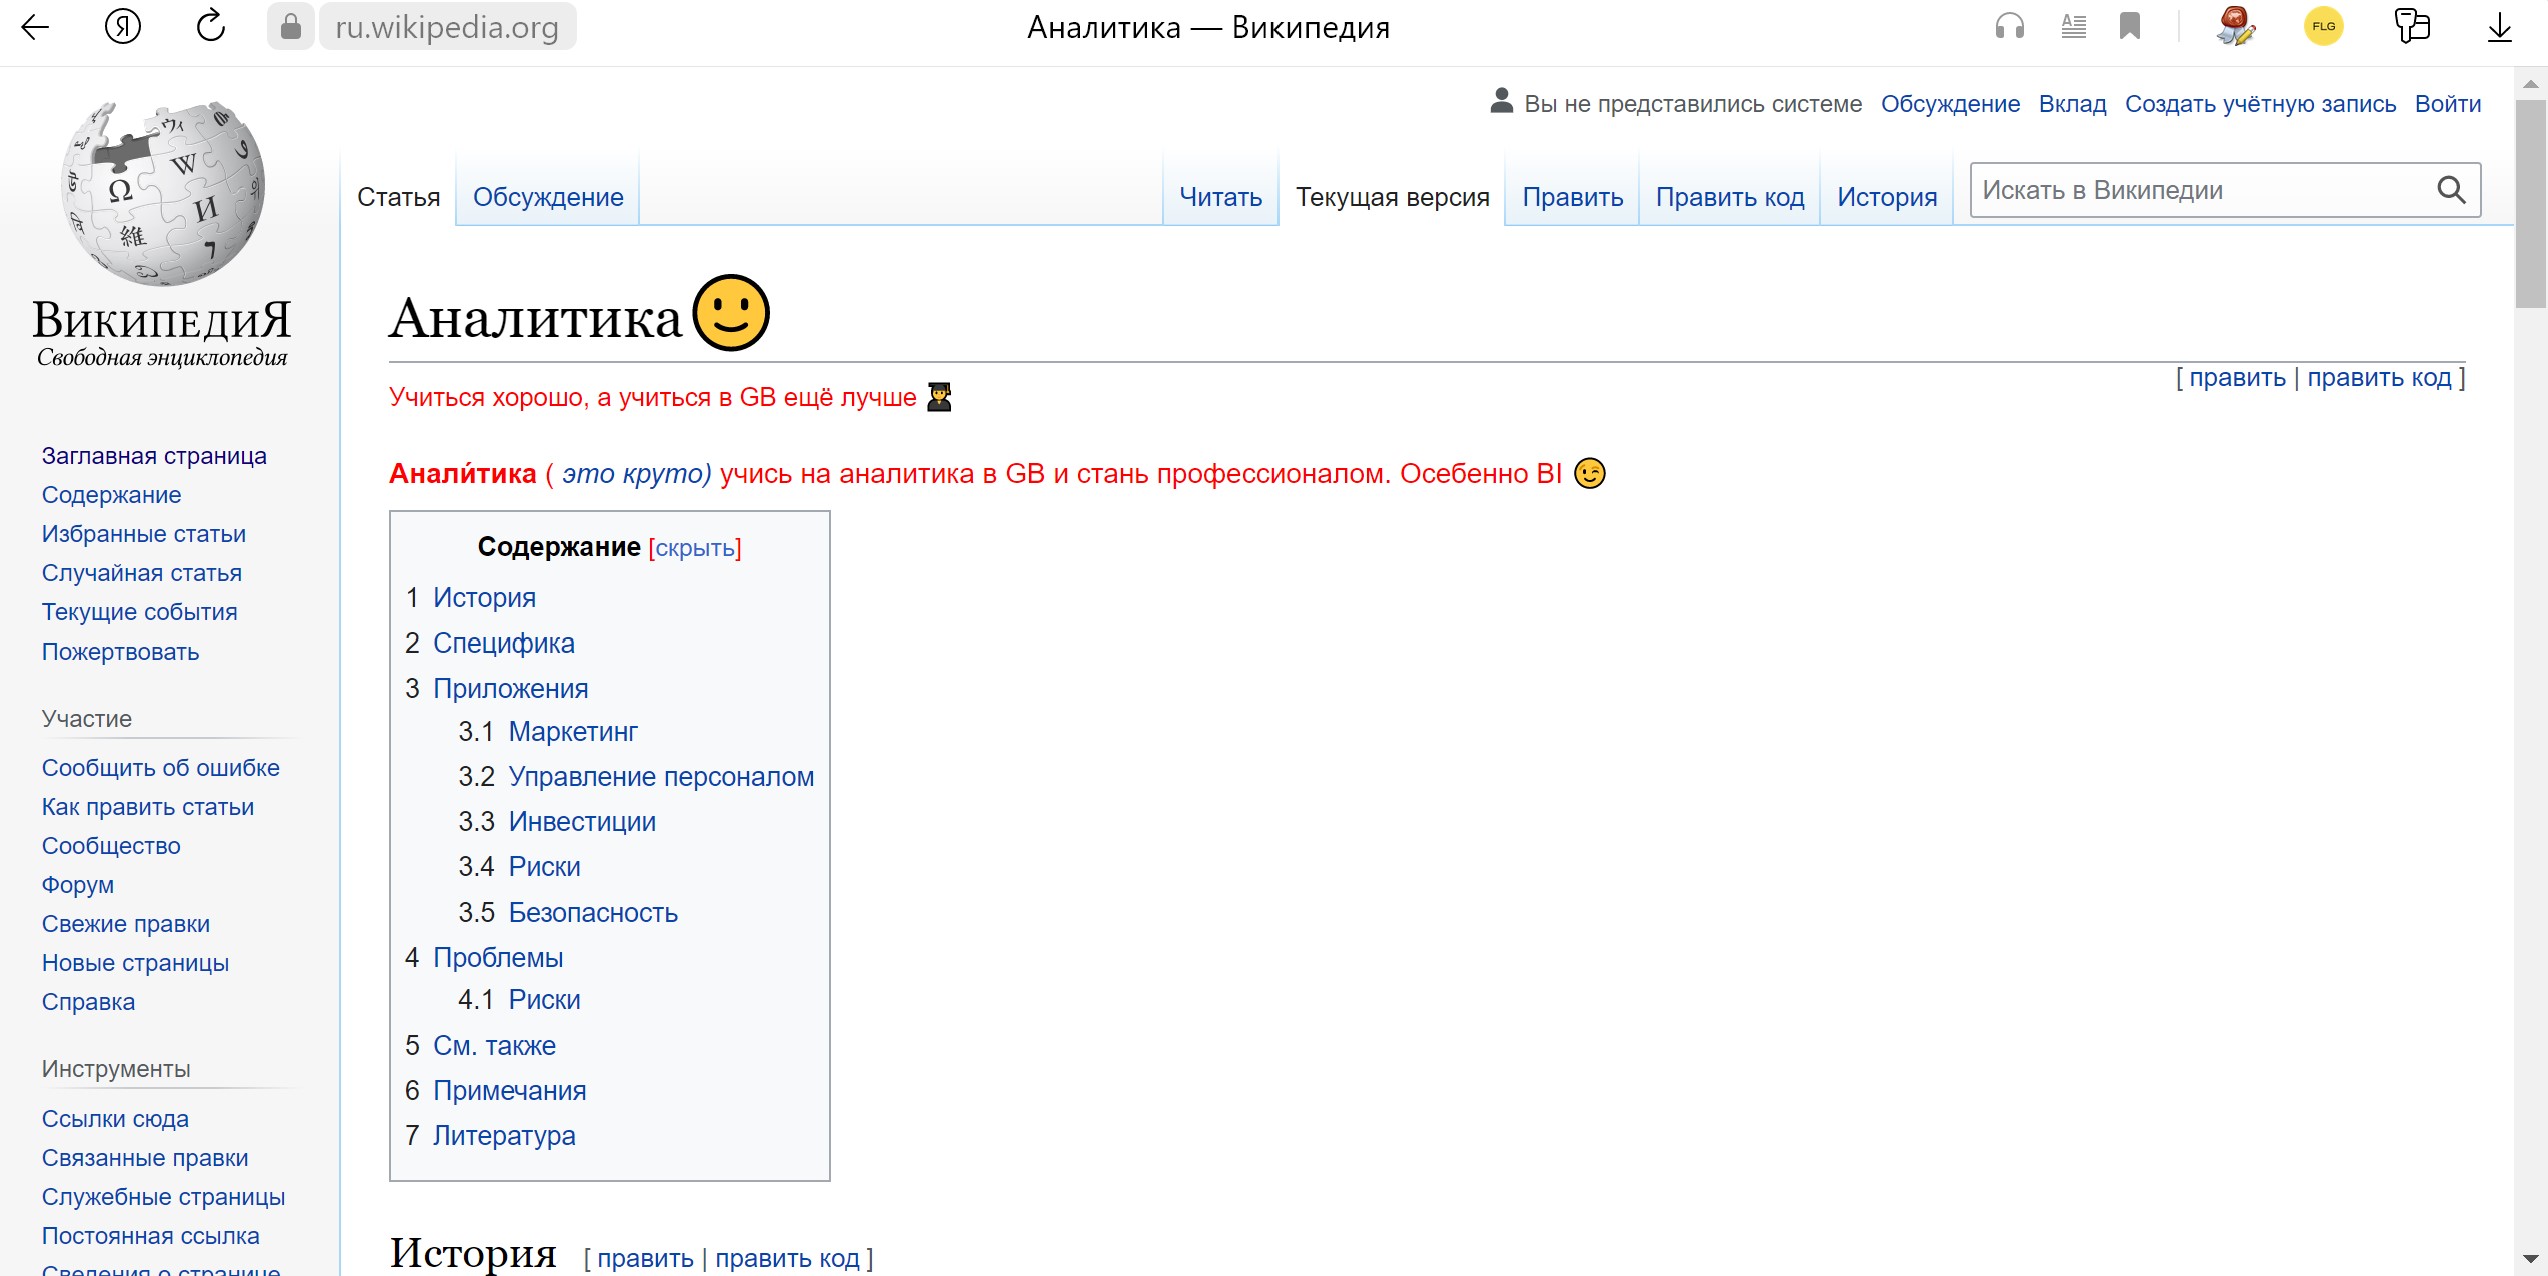 ru.wikipedia.org
Аналитика — Википедия
FLG
Вы не представились системе Обсуждение Вклад Создать учётную запись Войти
Статья Обсуждение Читать Текущая версия Править Править код История Искать в Википедии
ВикипедиЯ
Свободная энциклопедия
Заглавная страница
Содержание
Избранные статьи
Случайная статья
Текущие события
Пожертвовать
Участие
Сообщить об ошибке
Как править статьи
Сообщество
Форум
Свежие правки
Новые страницы
Справка
Инструменты
Ссылки сюда
Связанные правки
Служебные страницы
Постоянная ссылка
Сведения о странице
Аналитика🙂
[ править | править код ]
Учиться хорошо, а учиться в GB ещё лучше 👨‍🎓
Анали́тика ( это круто) учись на аналитика в GB и стань профессионалом. Особенно BI 😉
Содержание [скрыть]
1 История
2 Специфика
3 Приложения
3.1 Маркетинг
3.2 Управление персоналом
3.3 Инвестиции
3.4 Риски
3.5 Безопасность
4 Проблемы
4.1 Риски
5 См. также
6 Примечания
7 Литература
История [ править | править код ]